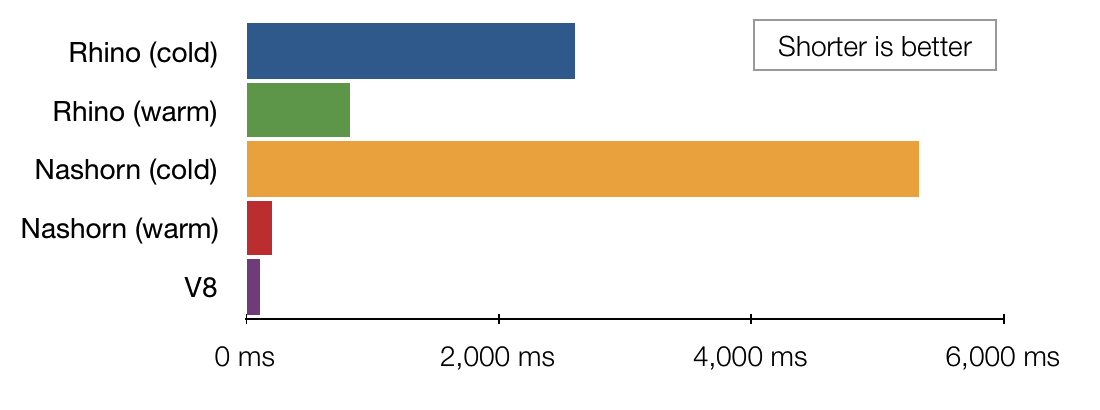 Rhino (cold)
Shorter is better
Rhino (warm)
Nashorn (cold)
Nashorn (warm)
V8
0 ms
2,000 ms
4,000 ms
6,000 ms